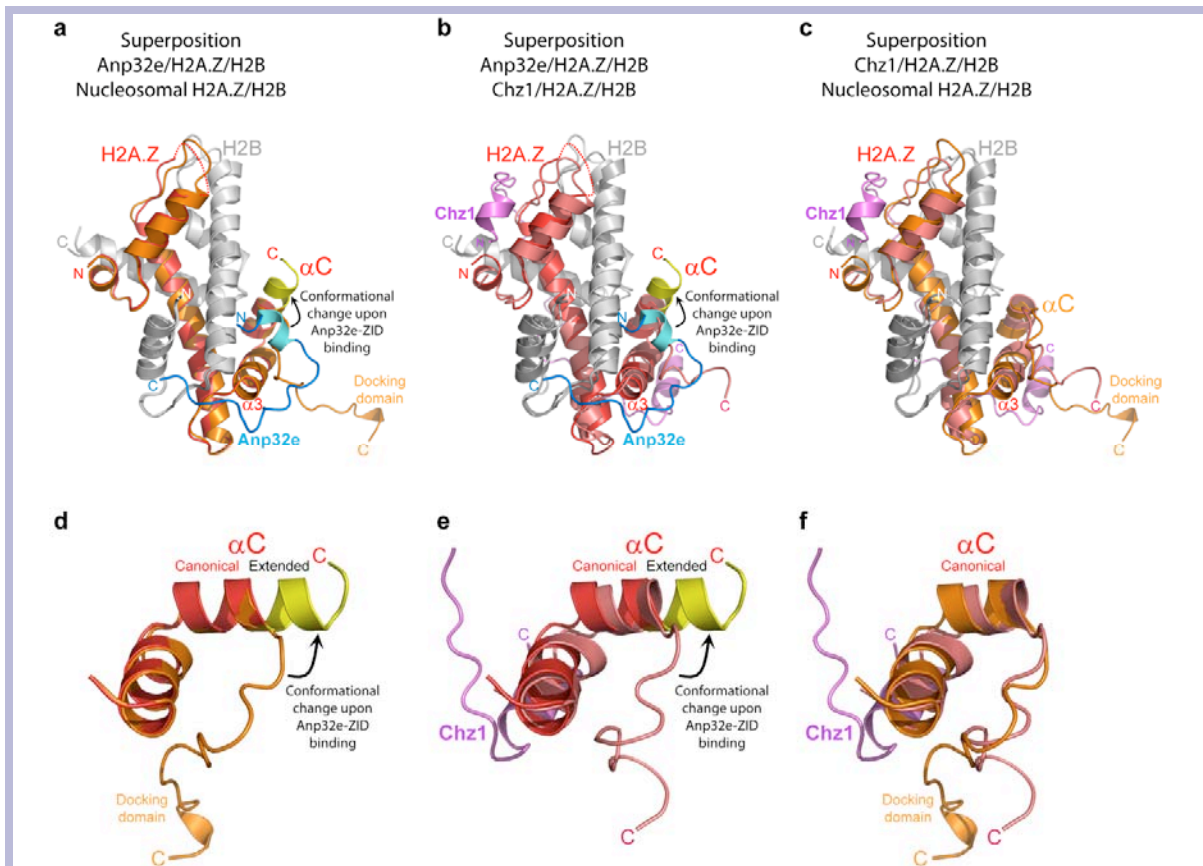 a
Superposition
Anp32e/H2A.Z/H2B
Nucleosomal H2A.Z/H2B
H2A.Z
H2B
C
N
N
C
αC
Conformational
change upon
Anp32e-ZID
binding
N
C
α3
Anp32e
Docking
domain
C
b
Superposition
Anp32e/H2A.Z/H2B
Chz1/H2A.Z/H2B
H2A.Z
H2B
Chz1
N
C
N
N
C
αC
Conformational
change upon
Anp32e-ZID
binding
N
C
C
α3
C
Anp32e
c
Superposition
Chz1/H2A.Z/H2B
Nucleosomal H2A.Z/H2B
H2A.Z
H2B
Chz1
N
C
N
N
αC
C
α3
C
Docking
domain
C
d
αC
Canonical Extended
C
Conformational
change upon
Anp32e-ZID
binding
Docking
domain
C
e
αC
Canonical Extended
C
C
Chz1
Conformational
change upon
Anp32e-ZID
binding
C
f
αC
Canonical
C
Chz1
Docking
domain
C
C